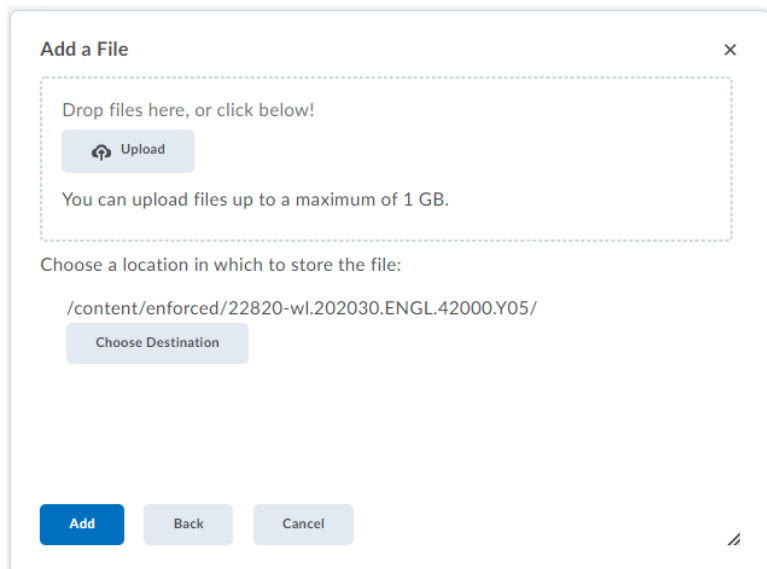 Add a File
Drop files here, or click below!
Upload
You can upload files up to a maximum of 1 GB.
Choose a location in which to store the file:
/content/enforced/22820-wl.202030.ENGL.42000.Y05/
Choose Destination
Add Back Cancel